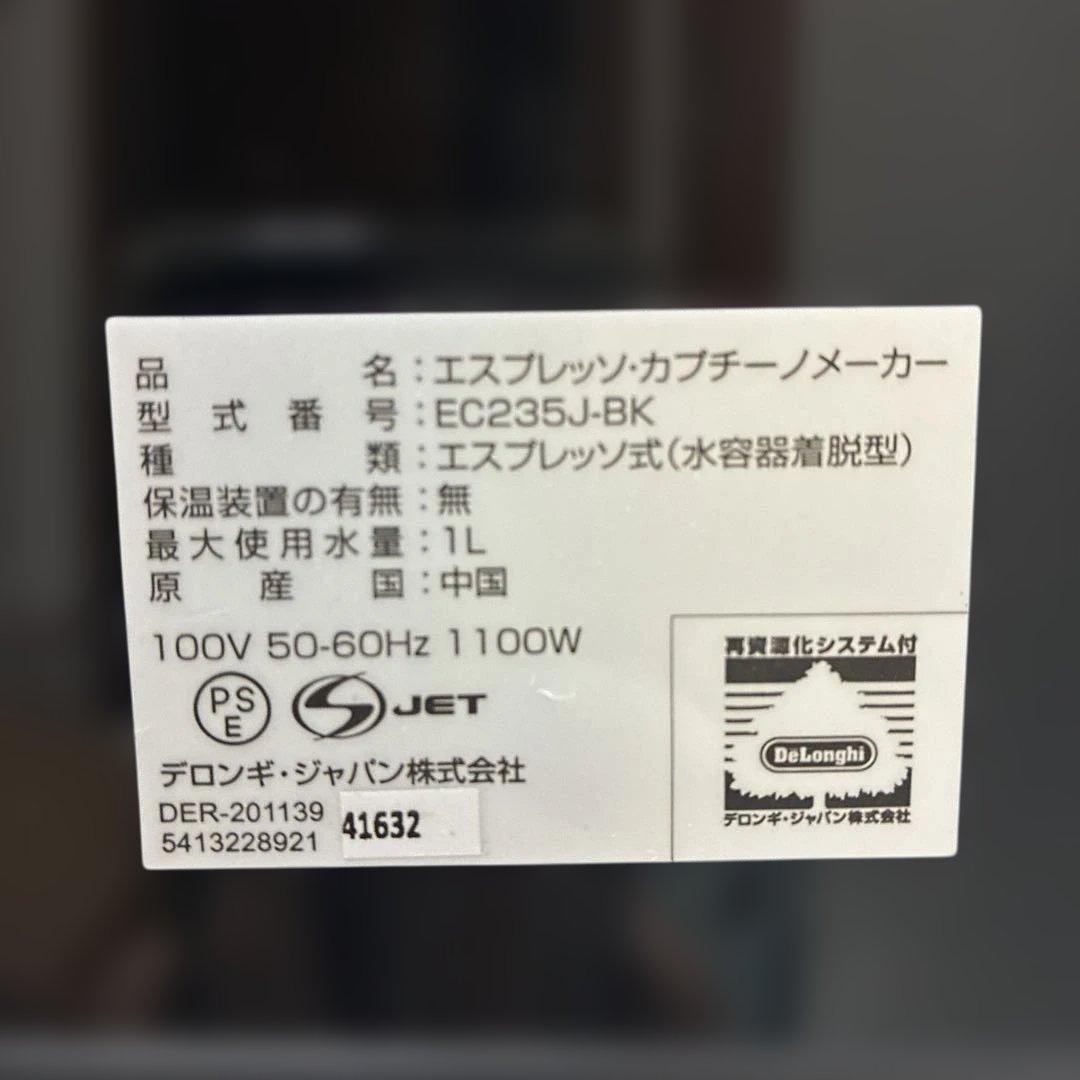 品名：エスプレッソ・カプチーノメーカー
型式番号：EC235J-BK
種類：エスプレッソ式（水容器着脱型）
保温装置の有無：無
最大使用水量：1L
原産国：中国
100V 50-60Hz 1100W
PS
E
S JET
デロンギ・ジャパン株式会社
DER-201139
5413228921
41632
再資源化システム付
DeLonghi
デロンギ・ジャパン株式会社